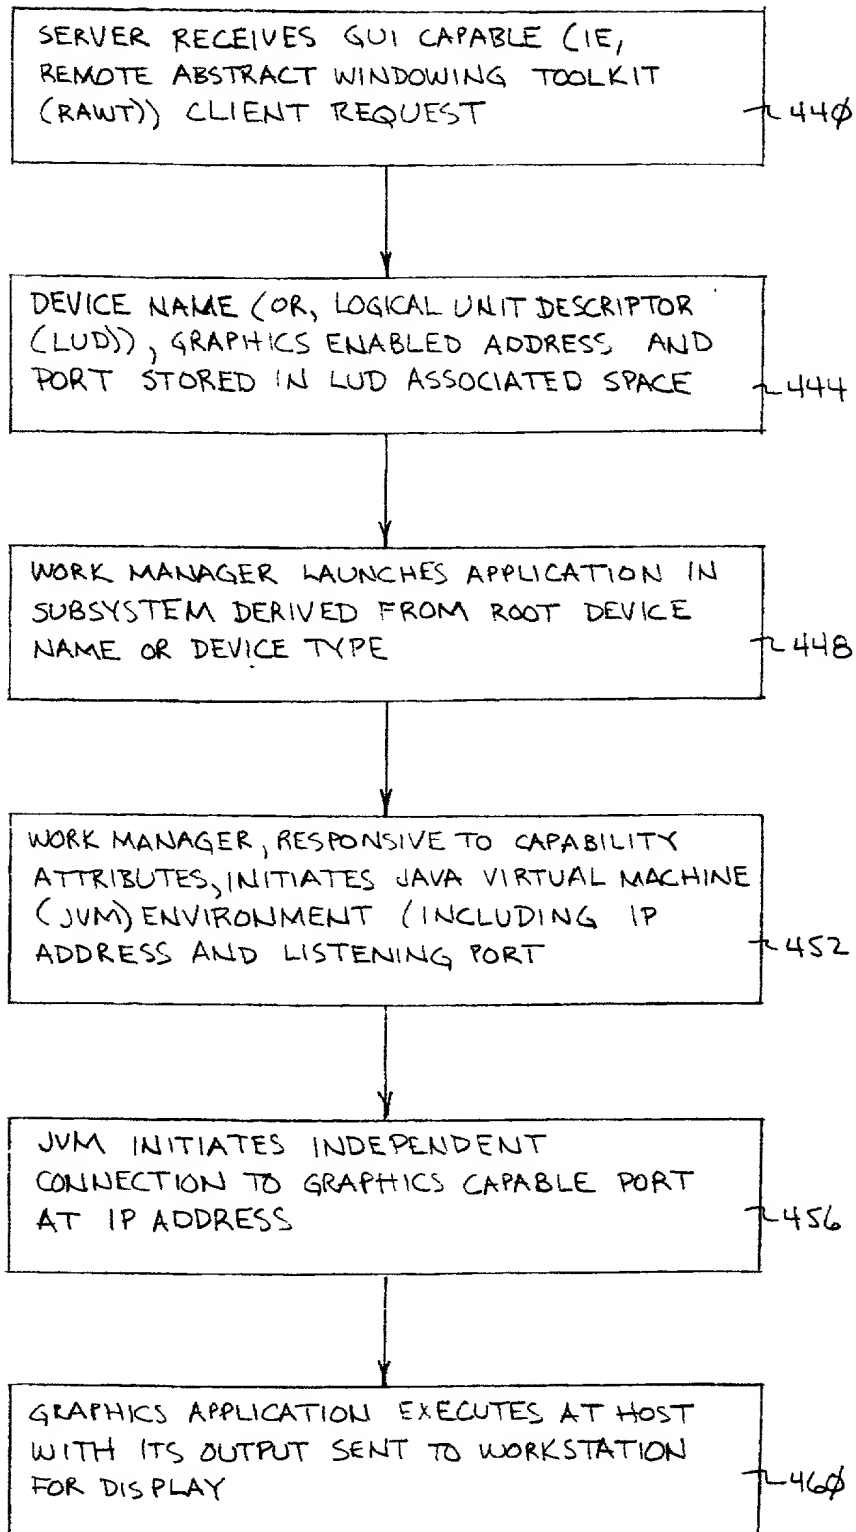 SERVER RECEIVES GUI CAPABLE (IE,
REMOTE ABSTRACT WINDOWING TOOLKIT
(RAWT)) CLIENT REQUEST
440
DEVICE NAME (OR, LOGICAL UNIT DESCRIPTOR
(LUD)), GRAPHICS ENABLED ADDRESS AND
PORT STORED IN LUD ASSOCIATED SPACE
444
WORK MANAGER LAUNCHES APPLICATION IN
SUBSYSTEM DERIVED FROM ROOT DEVICE
NAME OR DEVICE TYPE
448
WORK MANAGER, RESPONSIVE TO CAPABILITY
ATTRIBUTES, INITIATES JAVA VIRTUAL MACHINE
(JVM) ENVIRONMENT (INCLUDING IP
ADDRESS AND LISTENING PORT
452
JVM INITIATES INDEPENDENT
CONNECTION TO GRAPHICS CAPABLE PORT
AT IP ADDRESS
456
GRAPHICS APPLICATION EXECUTES AT HOST
WITH ITS OUTPUT SENT TO WORKSTATION
FOR DISPLAY
460